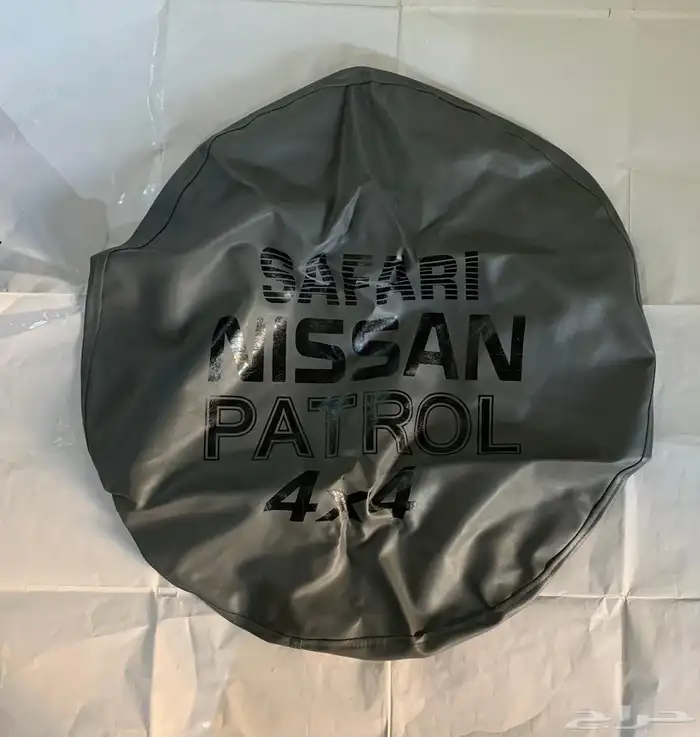 SAFARI
NISSAN
PATROL
4x4
حراج